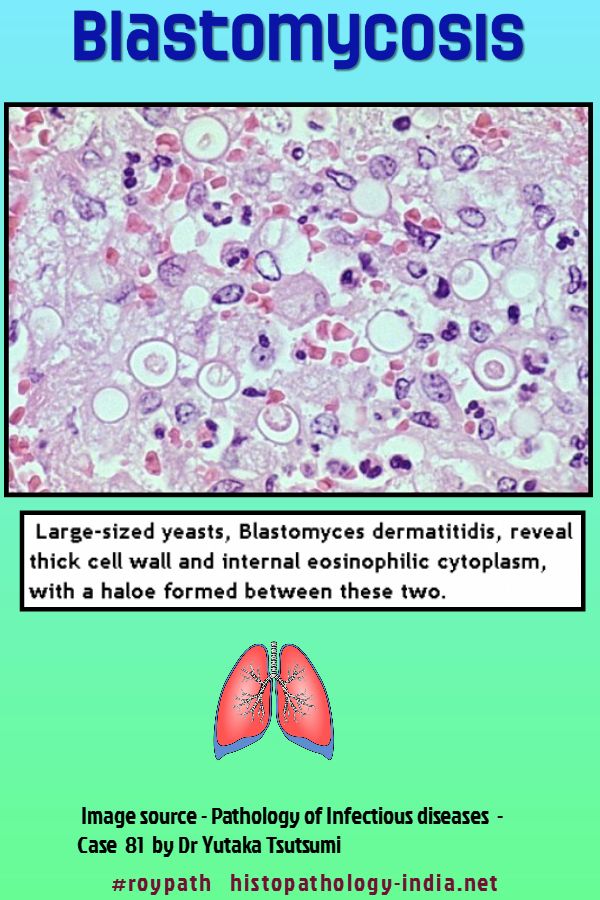 Blastomycosis
Large-sized yeasts, Blastomyces dermatitidis, reveal
thick cell wall and internal eosinophilic cytoplasm,
with a haloe formed between these two.
Image source - Pathology of Infectious diseases -
Case 81 by Dr Yutaka Tsutsumi
#roypath histopathology-india.net